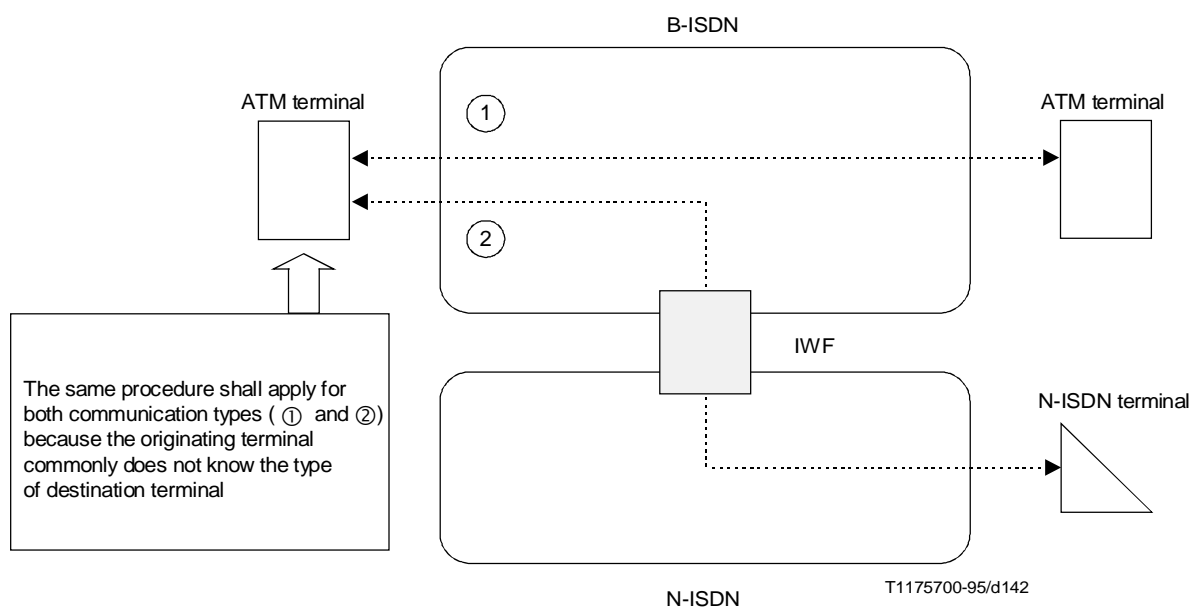 B-ISDN
ATM terminal
ATM terminal
1
2
IWF
The same procedure shall apply for
both communication types ( ① and ②)
because the originating terminal
commonly does not know the type
of destination terminal
N-ISDN terminal
T1175700-95/d142
N-ISDN